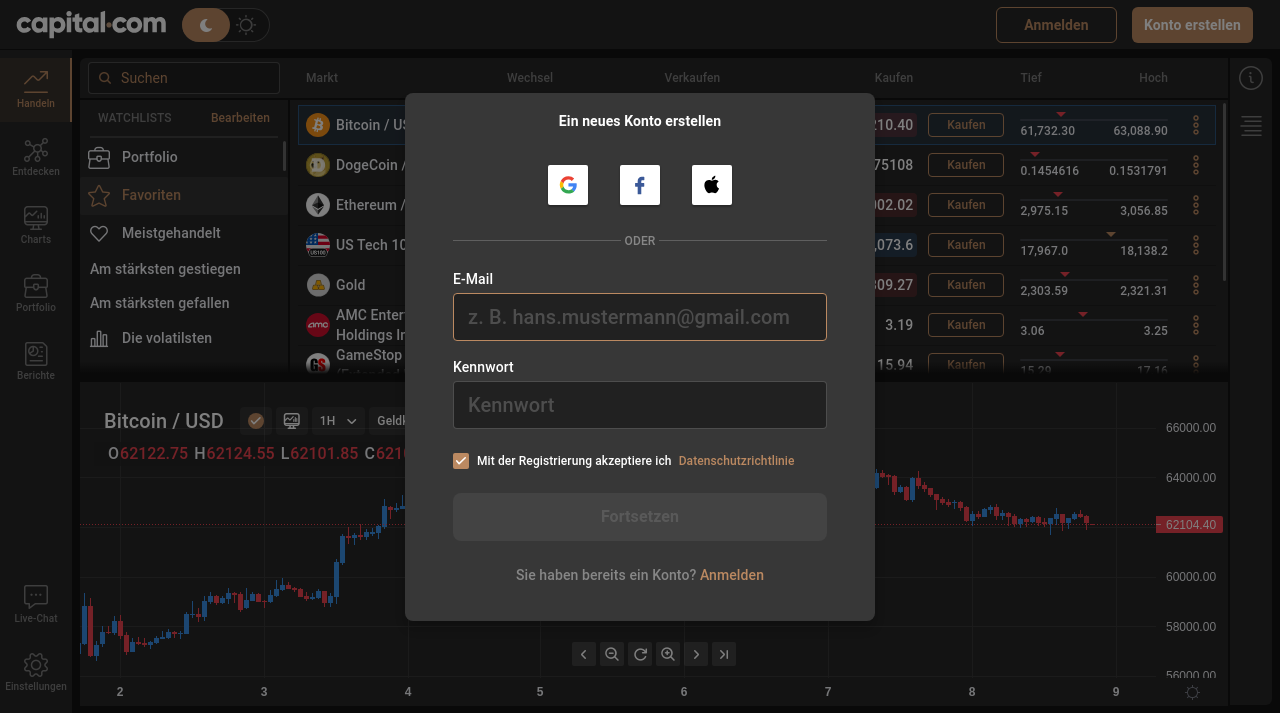 capital.com
Anmelden
Konto erstellen
Handeln
Entdecken
Charts
Portfolio
Berichte
Live-Chat
Einstellungen
Suchen
WATCHLISTS
Bearbeiten
Portfolio
Favoriten
Meistgehandelt
Am stärksten gestiegen
Am stärksten gefallen
Die volatilsten
Markt
Wechsel
Verkaufen
Kaufen
Tief
Hoch
Bitcoin / US
210.40
Kaufen
61,732.30
63,088.90
DogeCoin /
75108
Kaufen
0.1454616
0.1531791
Ethereum /
002.02
Kaufen
2,975.15
3,056.85
US Tech 10
,073.6
Kaufen
17,967.0
18,138.2
Gold
309.27
Kaufen
2,303.59
2,321.31
AMC Enter
Holdings In
3.19
Kaufen
3.06
3.25
GameStop
15.94
Kaufen
15.29
17.16
Ein neues Konto erstellen
ODER
E-Mail
z. B. hans.mustermann@gmail.com
Kennwort
Kennwort
Mit der Registrierung akzeptiere ich Datenschutzrichtlinie
Fortsetzen
Sie haben bereits ein Konto? Anmelden
Bitcoin / USD
1H
Geldk
O62122.75 H62124.55 L62101.85 C6210
66000.00
64000.00
62104.40
60000.00
58000.00
56000.00
2
3
4
5
6
7
8
9